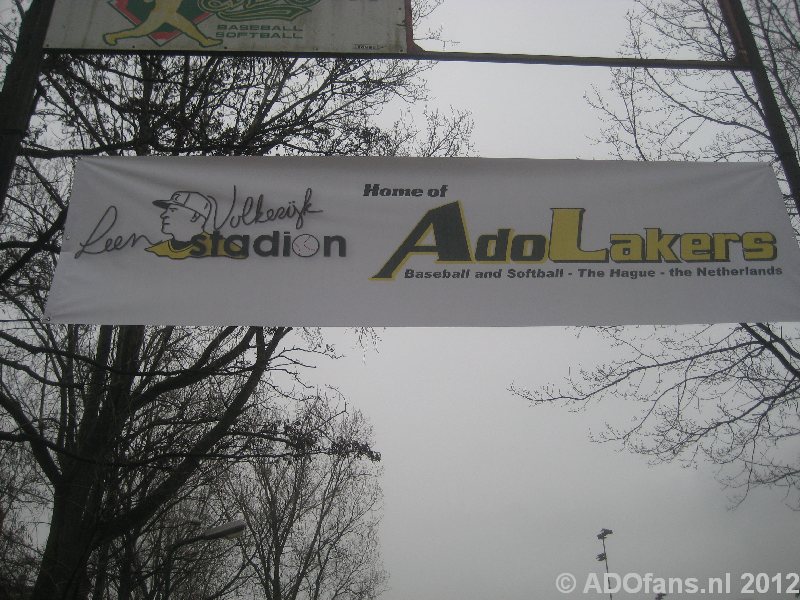 BASEBALL
SOFTBALL
Leen Volkerijk
stadion
Home of
AdoLakers
Baseball and Softball - The Hague - the Netherlands
© ADOfans.nl 2012